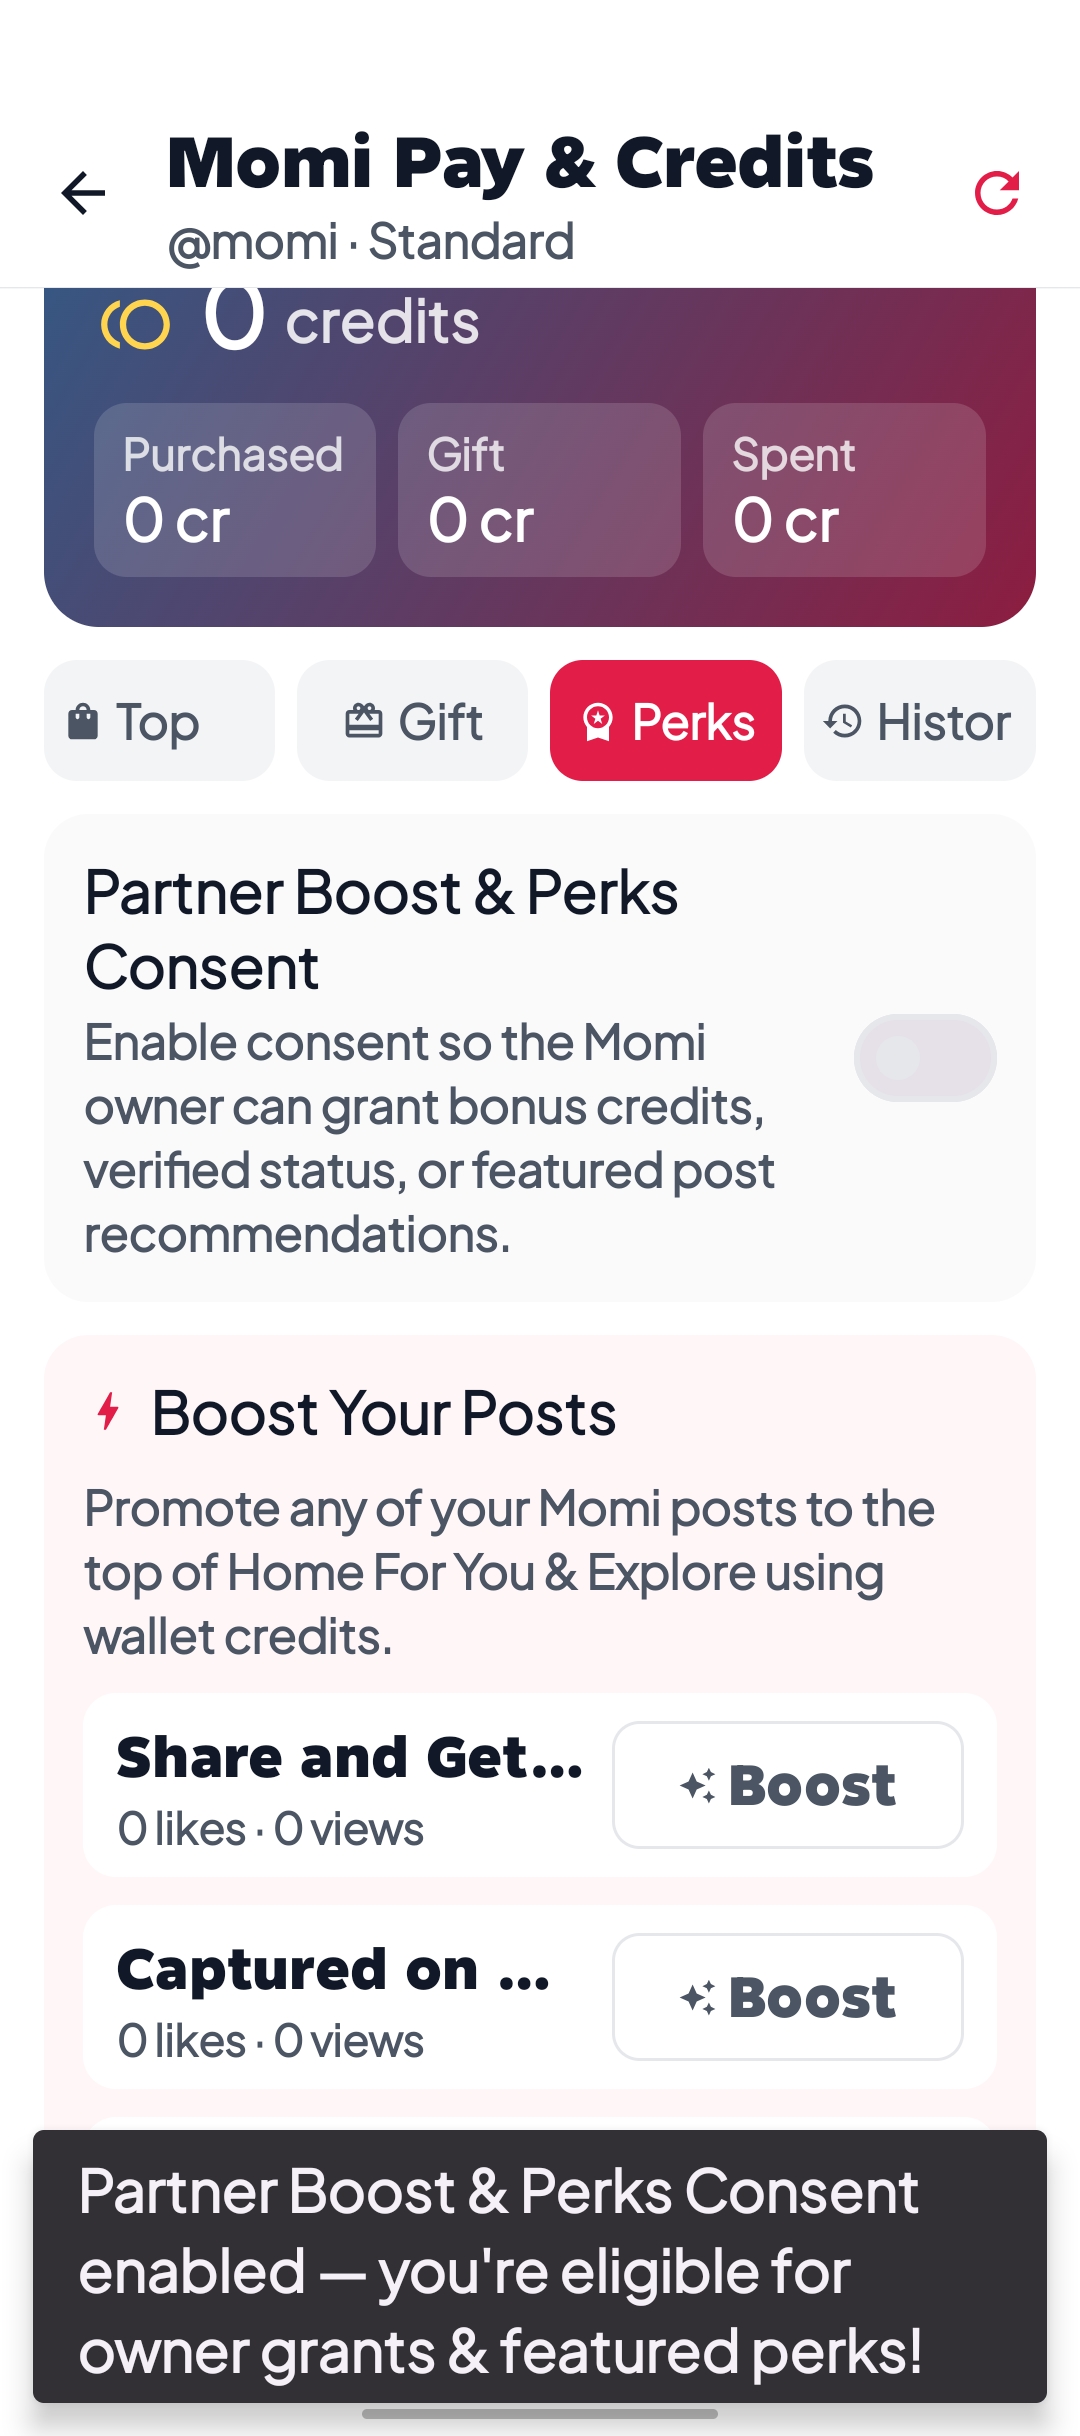 Momi Pay & Credits
@momi · Standard
0 credits
Purchased
0 cr
Gift
0 cr
Spent
0 cr
Top
Gift
Perks
Histor
Partner Boost & Perks
Consent
Enable consent so the Momi
owner can grant bonus credits,
verified status, or featured post
recommendations.
Boost Your Posts
Promote any of your Momi posts to the
top of Home For You & Explore using
wallet credits.
Share and Get...
0 likes · 0 views
Boost
Captured on ...
0 likes · 0 views
Boost
Partner Boost & Perks Consent
enabled — you're eligible for
owner grants & featured perks!